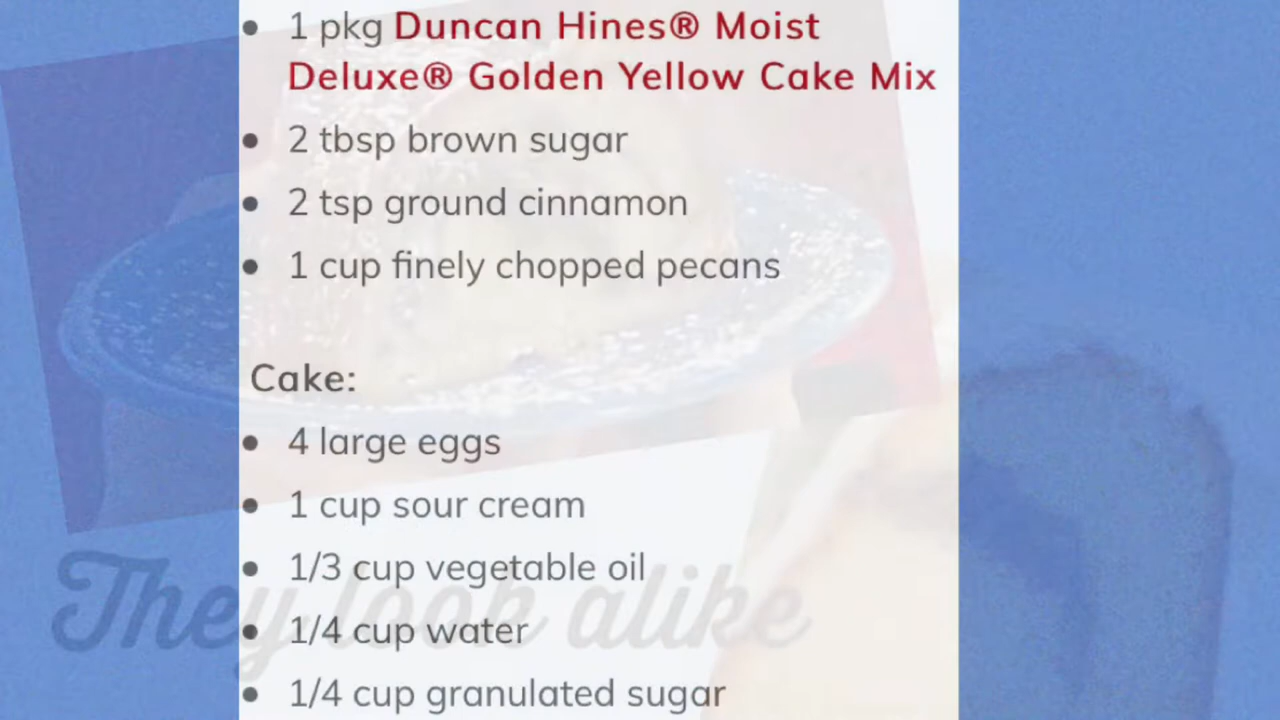 • 1 pkg Duncan Hines® Moist
Deluxe® Golden Yellow Cake Mix
• 2 tbsp brown sugar
• 2 tsp ground cinnamon
• 1 cup finely chopped pecans
Cake:
• 4 large eggs
• 1 cup sour cream
• 1/3 cup vegetable oil
They look alike
• 1/4 cup water
• 1/4 cup granulated sugar